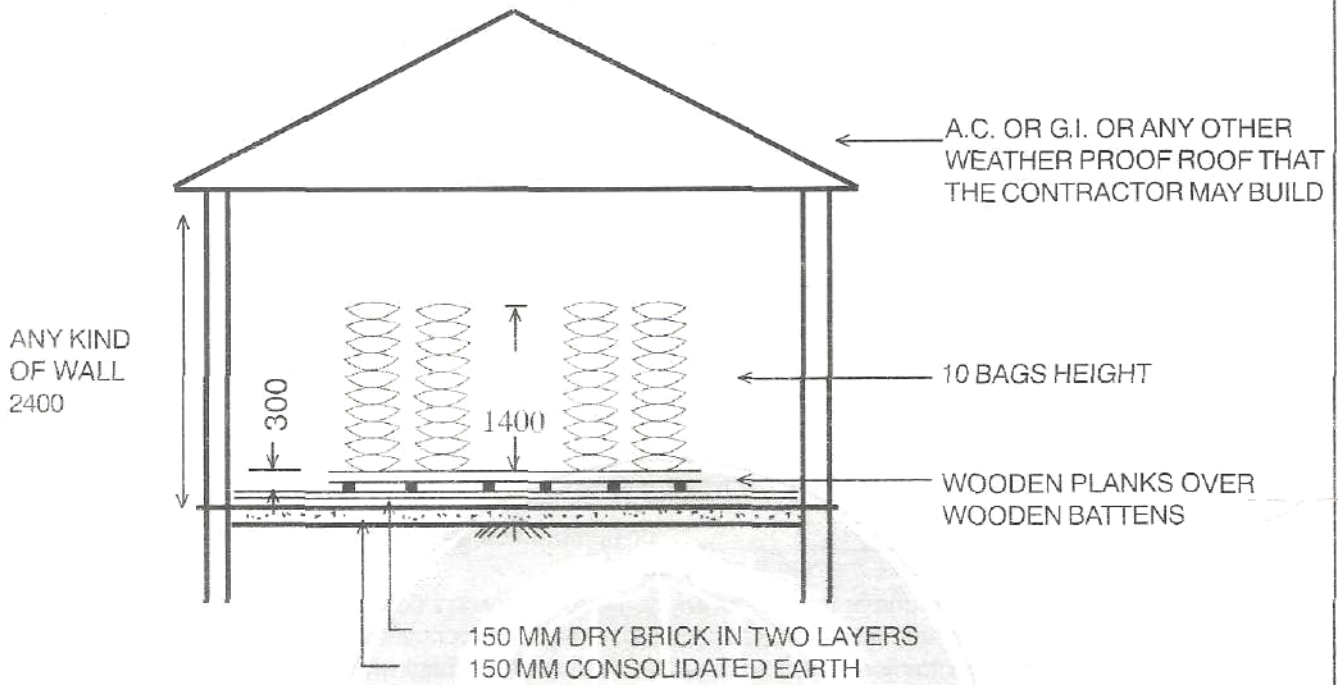 A.C. OR G.I. OR ANY OTHER
WEATHER PROOF ROOF THAT
THE CONTRACTOR MAY BUILD
ANY KIND
OF WALL
2400
300
1400
10 BAGS HEIGHT
WOODEN PLANKS OVER
WOODEN BATTENS
150 MM DRY BRICK IN TWO LAYERS
150 MM CONSOLIDATED EARTH